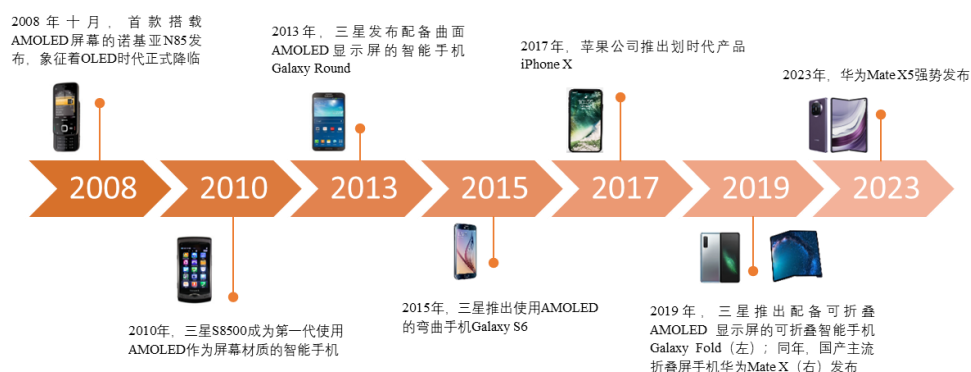 2008年十月，首款搭载
AMOLED屏幕的诺基亚N85发
布，象征着OLED时代正式降临
2013年，三星发布配备曲面
AMOLED显示屏的智能手机
Galaxy Round
2017年，苹果公司推出划时代产品
iPhone X
2023年，华为Mate X5强势发布
2008
2010
2013
2015
2017
2019
2023
2010年，三星S8500成为第一代使用
AMOLED作为屏幕材质的智能手机
2015年，三星推出使用AMOLED
的弯曲手机Galaxy S6
2019年，三星推出配备可折叠
AMOLED 显示屏的可折叠智能手机
Galaxy Fold（左）；同年，国产主流
折叠屏手机华为Mate X（右）发布